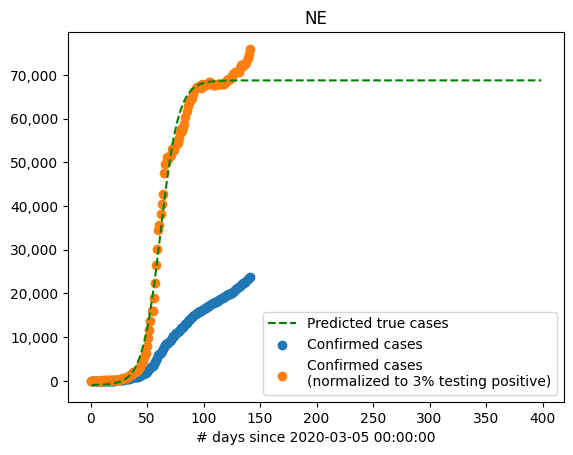 NE
70,000
60,000
50,000
40,000
30,000
20,000
10,000
0
Predicted true cases
Confirmed cases
Confirmed cases
(normalized to 3% testing positive)
0 50 100 150 200 250 300 350 400
# days since 2020-03-05 00:00:00